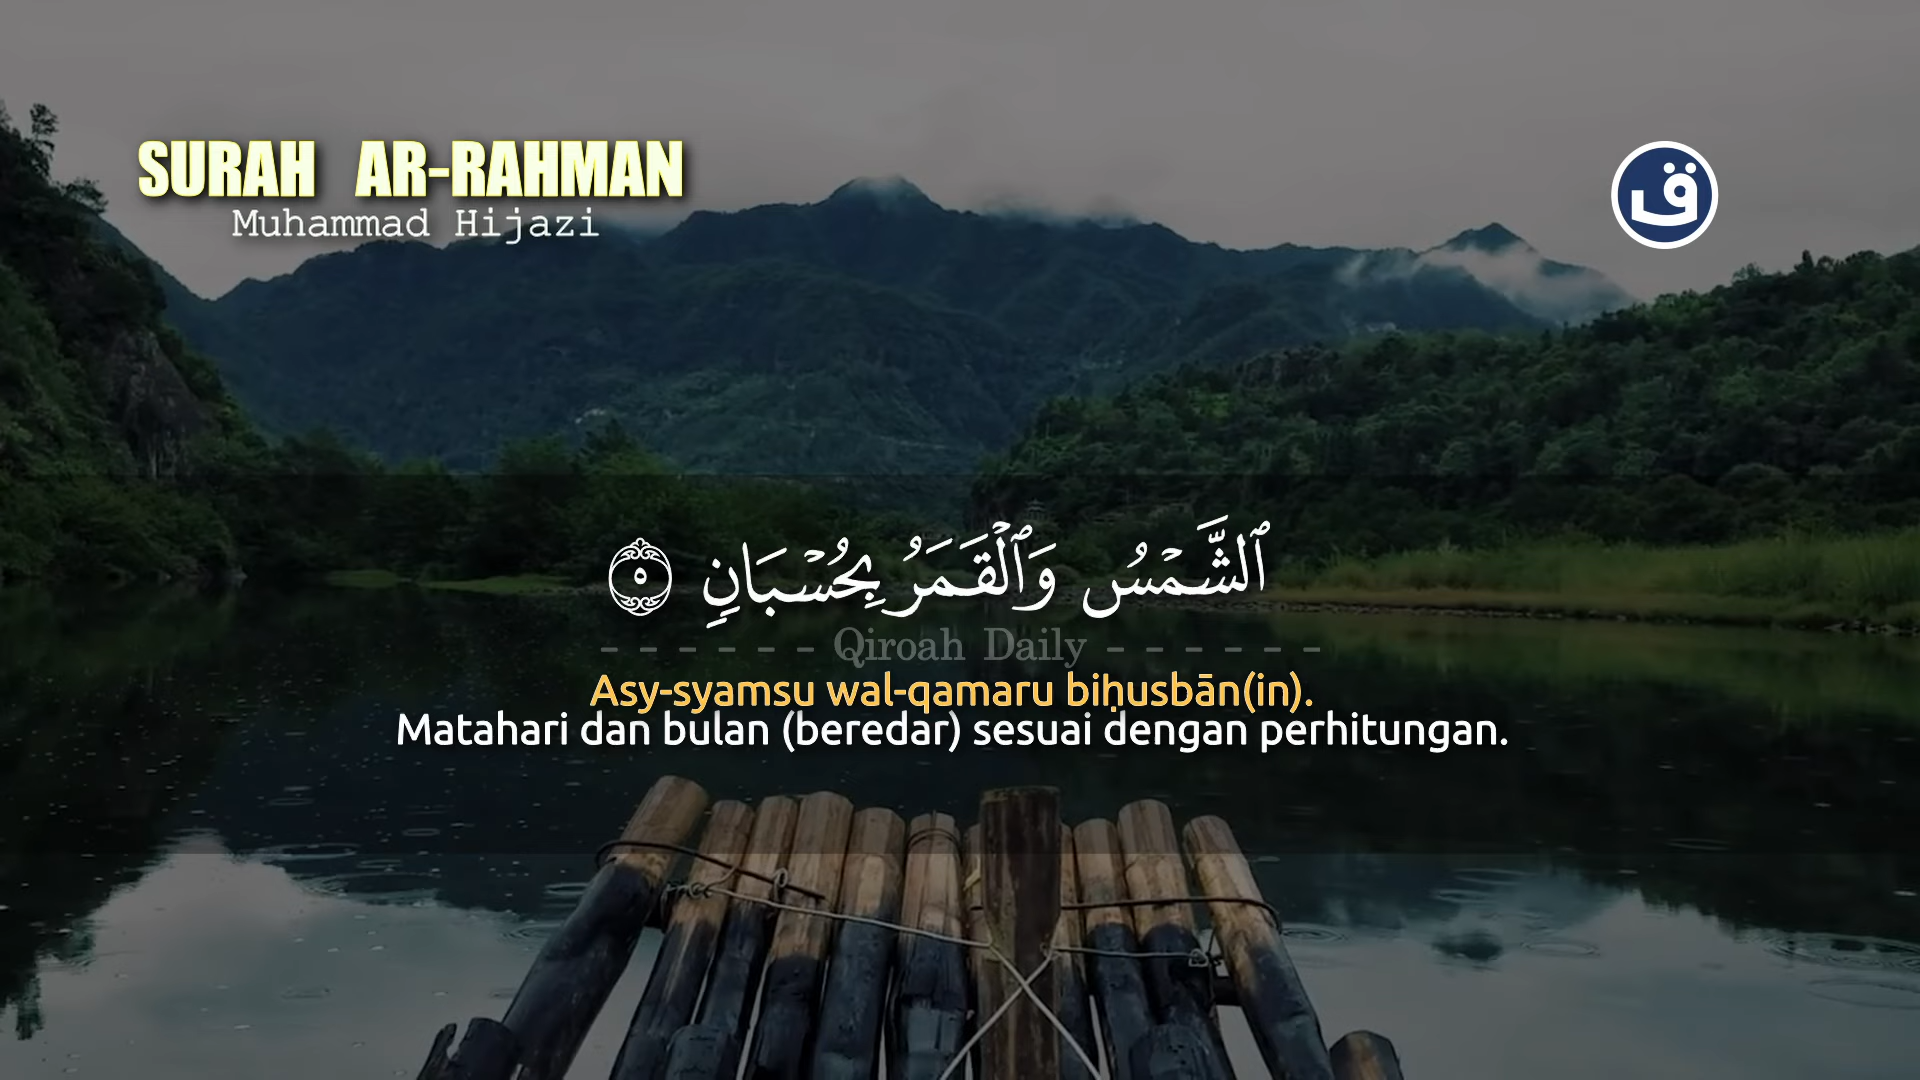 SURAH AR-RAHMAN
Muhammad Hijazi
ق
ٱلشَّمۡسُ وَٱلۡقَمَرُ بِحُسۡبَانٖ ٥
- - - - - - Qiroah Daily - - - - - -
Asy-syamsu wal-qamaru biḥusbān(in).
Matahari dan bulan (beredar) sesuai dengan perhitungan.